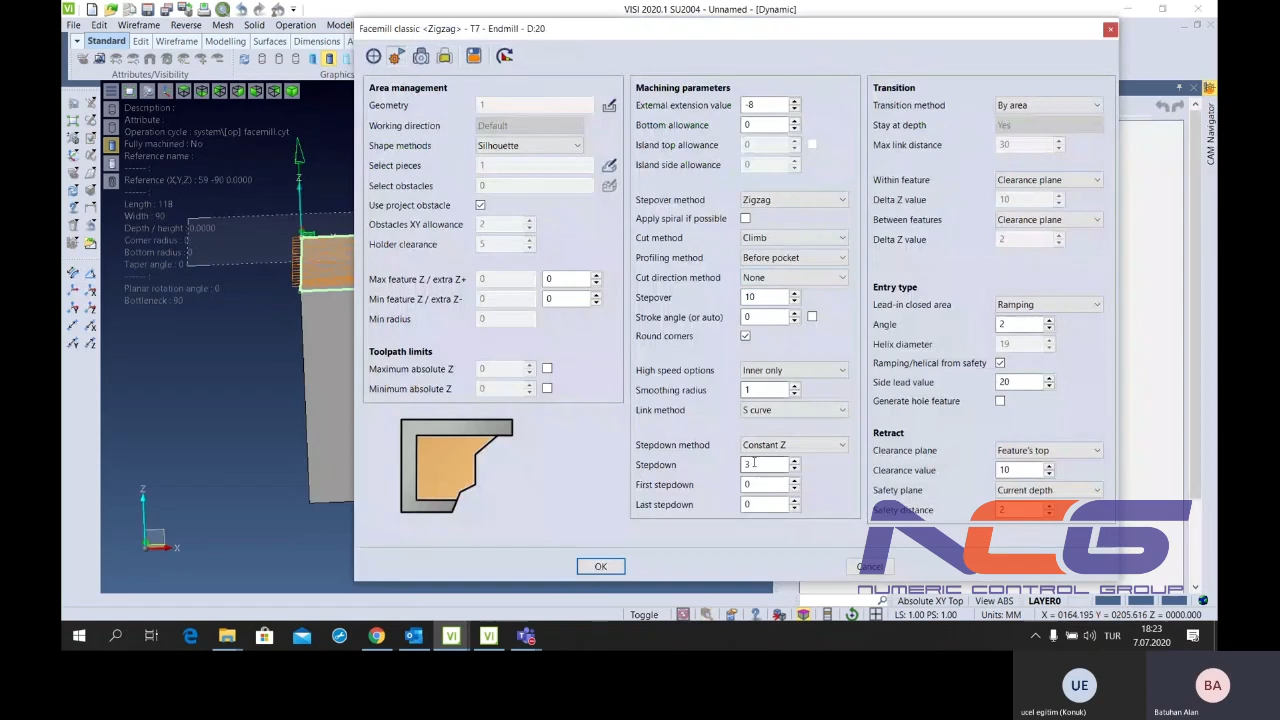 VISI 2020.1 SU2004 - Unnamed - [Dynamic]
File Edit Wireframe Reverse Mesh Solid Operation
Standard Edit Wireframe Modelling Surfaces Dimensions
Attributes/Visibility
Description :
Attribute :
Operation cycle : system\[op] facemill.cyt
Fully machined : No
Reference name :
------
Reference (X,Y,Z) : 59 -90 0.0000
------
Length : 118
Width : 90
Depth / height : 0.0000
Corner radius : 0
Bottom radius : 0
Taper angle : 0
------
Planar rotation angle : 0
Bottleneck : 90
Z
Z
X
Facemill classic <Zigzag> - T7 - Endmill - D:20
Area management
Geometry 1
Working direction Default
Shape methods Silhouette
Select pieces 1
Select obstacles 0
Use project obstacle
Obstacles XY allowance 2
Holder clearance 5
Max feature Z / extra Z+ 0 0
Min feature Z / extra Z- 0 0
Min radius 0
Toolpath limits
Maximum absolute Z 0
Minimum absolute Z 0
Machining parameters
External extension value -8
Bottom allowance 0
Island top allowance 0
Island side allowance 0
Stepover method Zigzag
Apply spiral if possible
Cut method Climb
Profiling method Before pocket
Cut direction method None
Stepover 10
Stroke angle (or auto) 0
Round corners
High speed options Inner only
Smoothing radius 1
Link method S curve
Stepdown method Constant Z
Stepdown 3
First stepdown 0
Last stepdown 0
Transition
Transition method By area
Stay at depth Yes
Max link distance 30
Within feature Clearance plane
Delta Z value 10
Between features Clearance plane
Delta Z value 2
Entry type
Lead-in closed area Ramping
Angle 2
Helix diameter 19
Ramping/helical from safety
Side lead value 20
Generate hole feature
Retract
Clearance plane Feature's top
Clearance value 10
Safety plane Current depth
Safety distance 2
OK
Cancel
CAM Navigator
NCG
NUMERIC CONTROL GROUP
Absolute XY Top View ABS LAYER0
Toggle
LS: 1.00 PS: 1.00 Units: MM X = 0164.195 Y = 0205.616 Z = 0000.000
VI
VI
TUR
18:23
7.07.2020
UE
ucel egitim (Konuk)
BA
Batuhan Alan